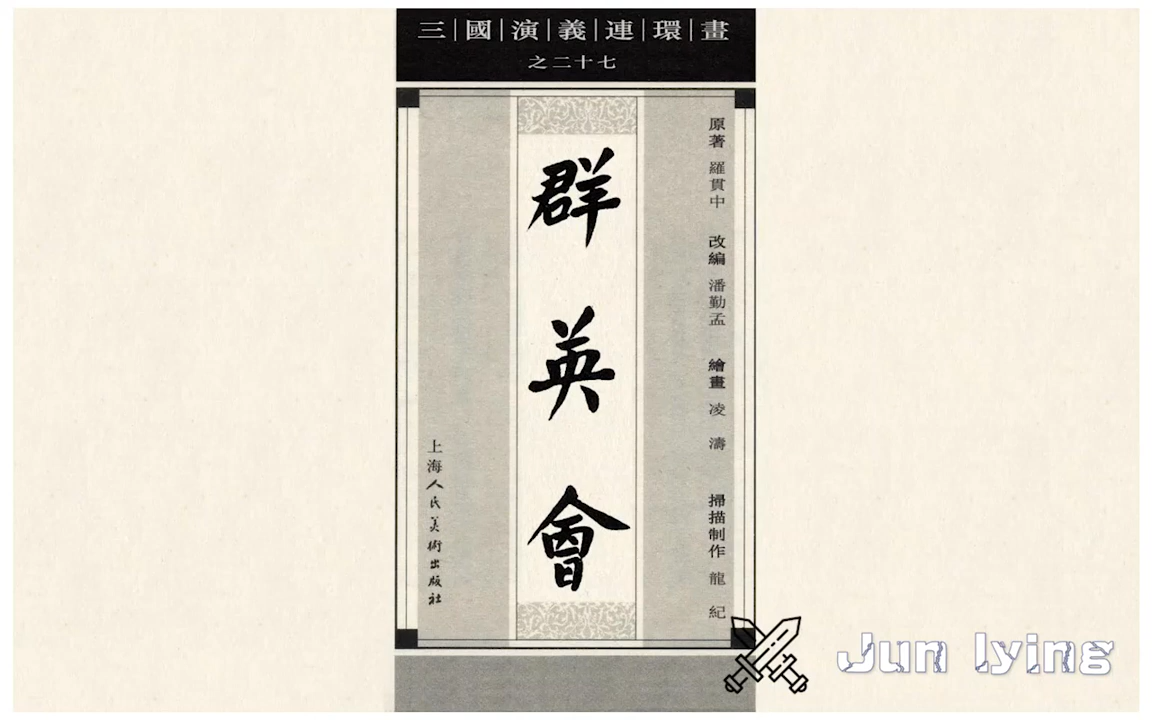 三國演義連環畫
之二十七
原著 羅貫中 改編 潘勤孟 繪畫 凌濤 掃描制作 龍紀
群英會
上海人民美術出版社
Jun lying